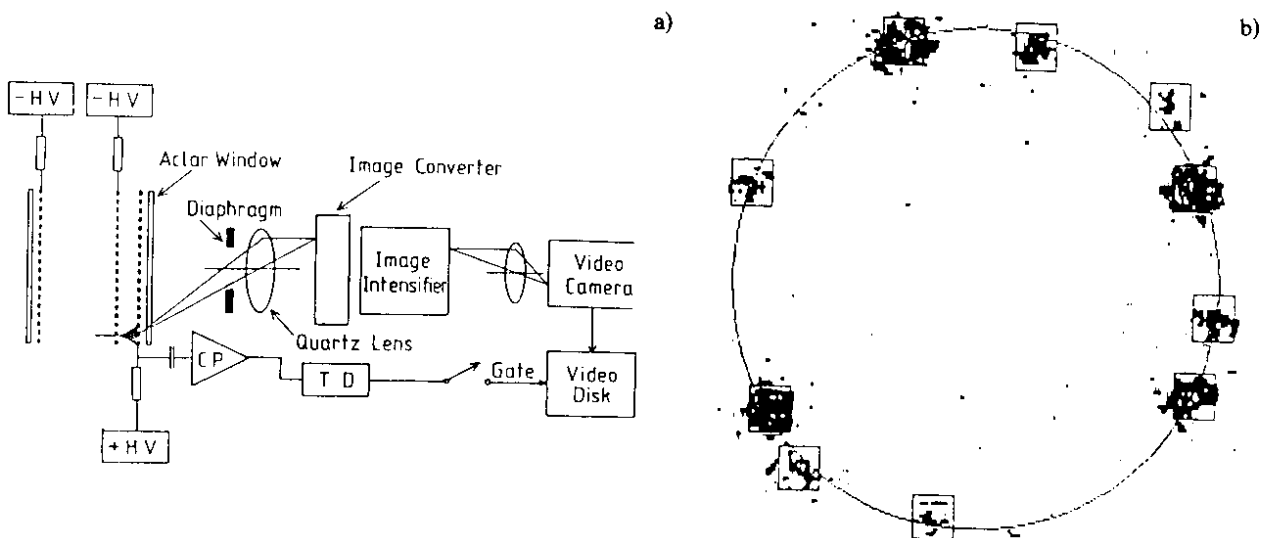 a)
b)
-HV
-HV
Aclar Window
Image Converter
Diaphragm
Image
Intensifier
Video
Camera
Quartz Lens
CP
TD
Gate
Video
Disk
+HV